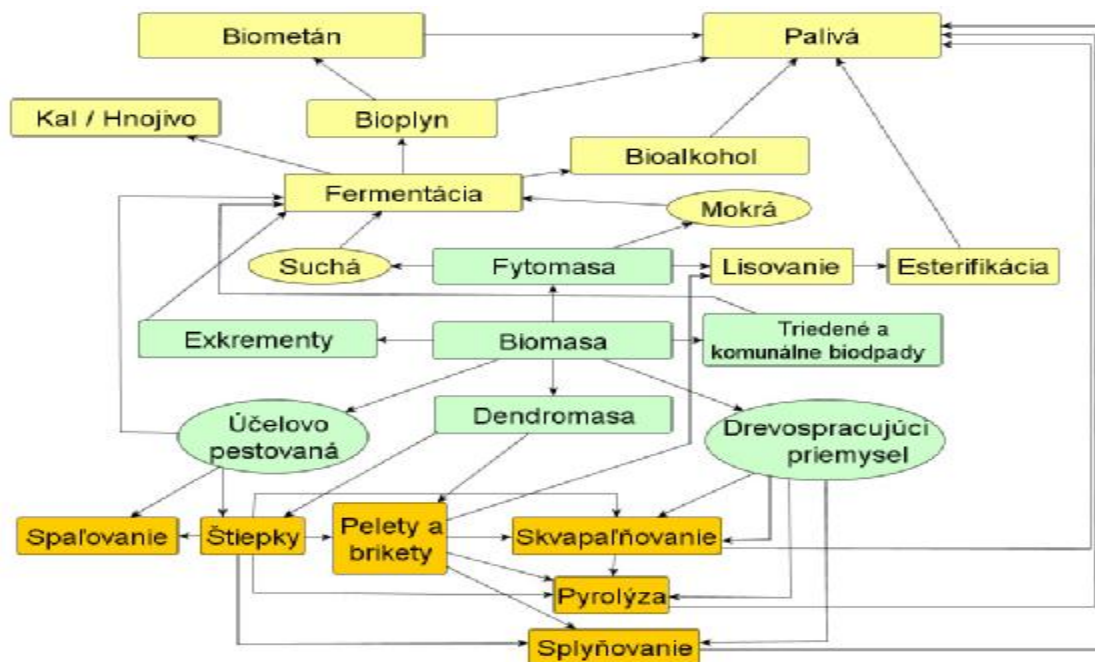 Biometán
Palivá
Kal / Hnojivo
Bioplyn
Bioalkohol
Fermentácia
Mokrá
Suchá
Fytomasa
Lisovanie
Esterifikácia
Exkrementy
Biomasa
Triedené a
komunálne biodpady
Účelovo
pestovaná
Dendromasa
Drevospracujúci
priemysel
Spaľovanie
Štiepky
Pelety a
brikety
Skvapaľňovanie
Pyrolýza
Splyňovanie